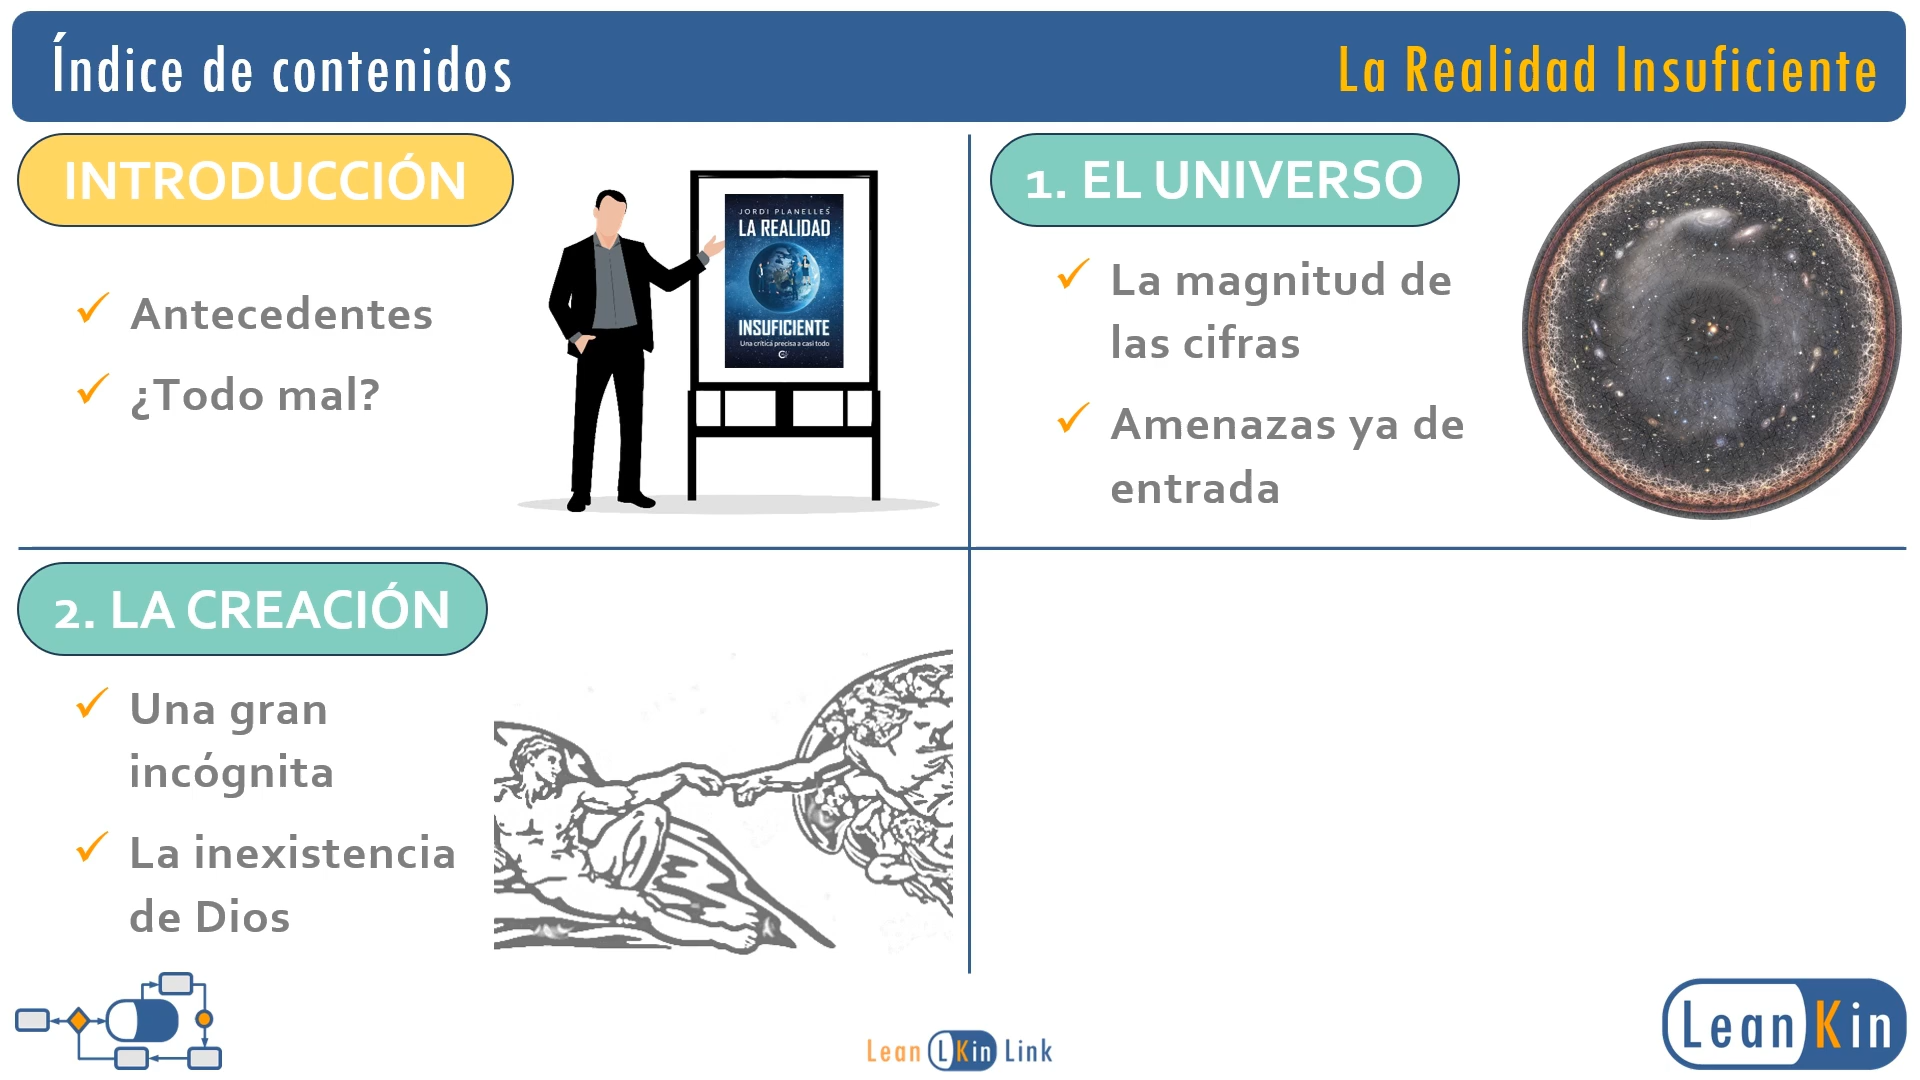 Índice de contenidos
La Realidad Insuficiente
INTRODUCCIÓN
Antecedentes
¿Todo mal?
JORDI PLANELLES
LA REALIDAD
INSUFICIENTE
Una crítica precisa a casi todo
1. EL UNIVERSO
La magnitud de
las cifras
Amenazas ya de
entrada
2. LA CREACIÓN
Una gran
incógnita
La inexistencia
de Dios
Lean LKin Link
LeanKin